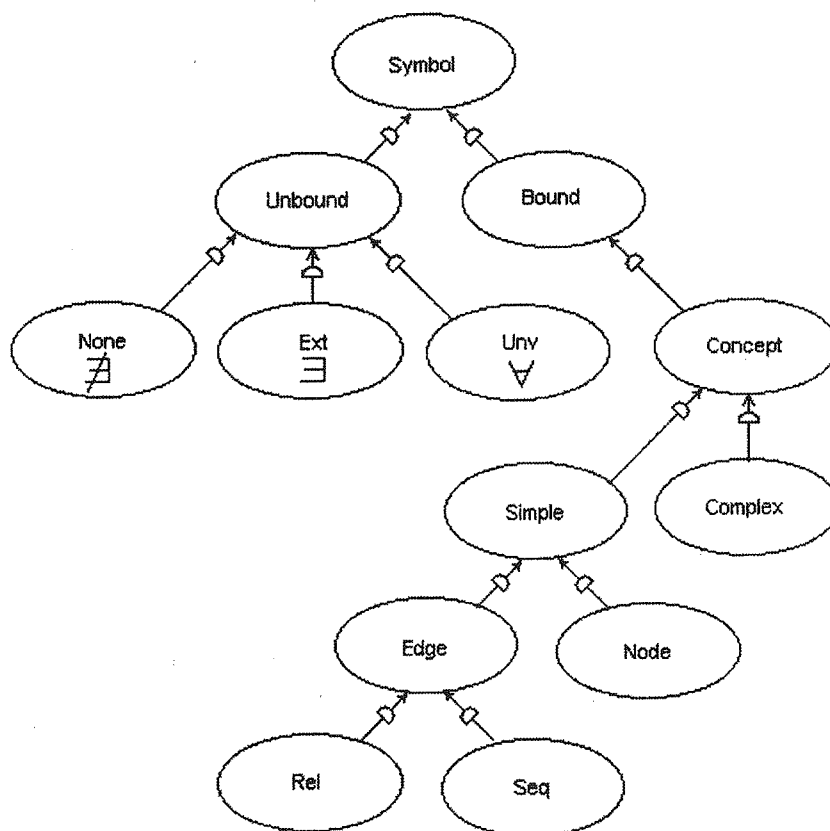 Symbol
Unbound
Bound
None
∄
Ext
∃
Unv
∀
Concept
Simple
Complex
Edge
Node
Rel
Seq